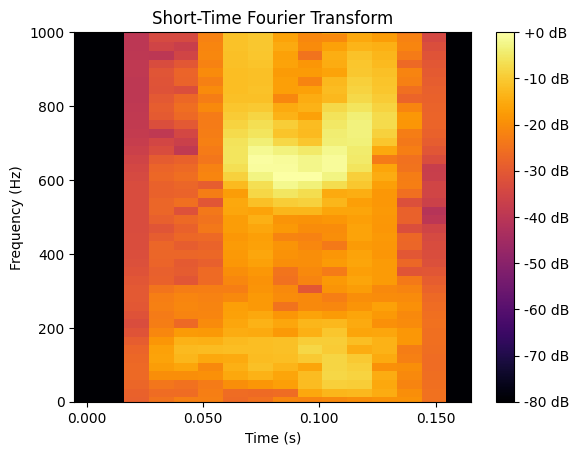 Short-Time Fourier Transform
1000
800
600
400
200
0
Frequency (Hz)
0.000
0.050
0.100
0.150
Time (s)
+0 dB
-10 dB
-20 dB
-30 dB
-40 dB
-50 dB
-60 dB
-70 dB
-80 dB